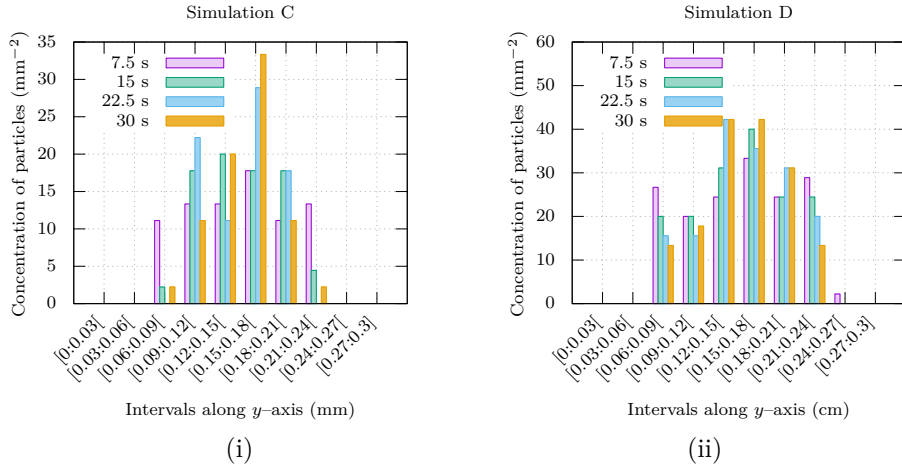 Simulation C
Concentration of particles (mm−2)
35
30
25
20
15
10
5
0
7.5 s
15 s
22.5 s
30 s
[0:0.03[
[0.03:0.06[
[0.06:0.09[
[0.09:0.12[
[0.12:0.15[
[0.15:0.18[
[0.18:0.21[
[0.21:0.24[
[0.24:0.27[
[0.27:0.3]
Intervals along y–axis (mm)
(i)
Simulation D
Concentration of particles (mm−2)
60
50
40
30
20
10
0
7.5 s
15 s
22.5 s
30 s
[0:0.03[
[0.03:0.06[
[0.06:0.09[
[0.09:0.12[
[0.12:0.15[
[0.15:0.18[
[0.18:0.21[
[0.21:0.24[
[0.24:0.27[
[0.27:0.3]
Intervals along y–axis (cm)
(ii)